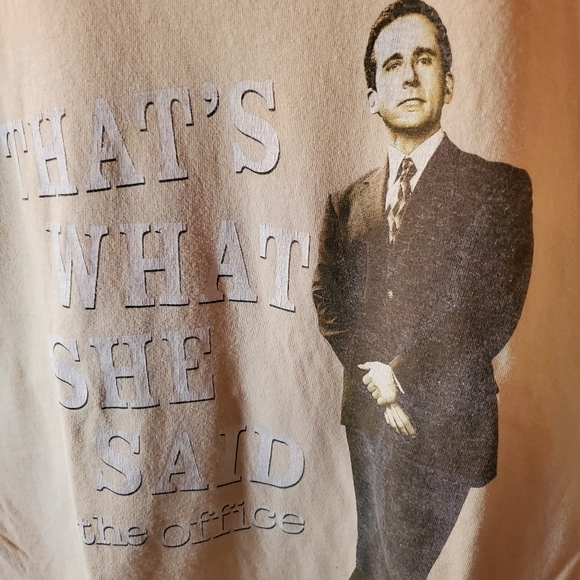 THAT'S
WHAT
SHE
SAID
the office